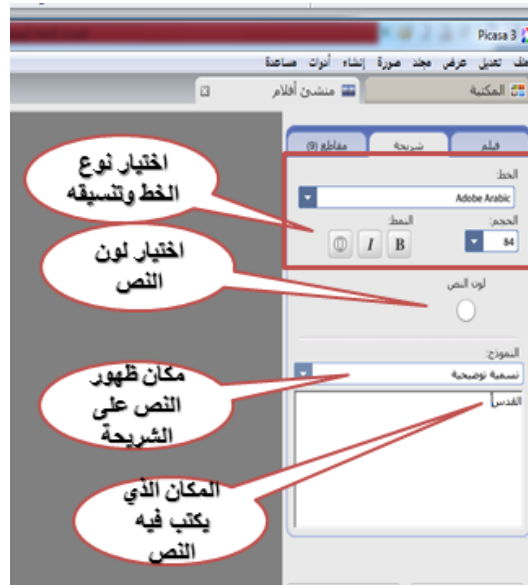 Picasa 3
ملف تعديل عرض مجلد صورة إنشاء أدوات مساعدة
المكتبة
منشئ أفلام
فيلم
شريحة
مقاطع (9)
الخط:
Adobe Arabic
الحجم:
النمط:
84
B
I
لون النص
النموذج:
تسمية توضيحية
القدس
اختيار نوع
الخط وتنسيقه
اختيار لون
النص
مكان ظهور
النص على
الشريحة
المكان الذي
يكتب فيه
النص